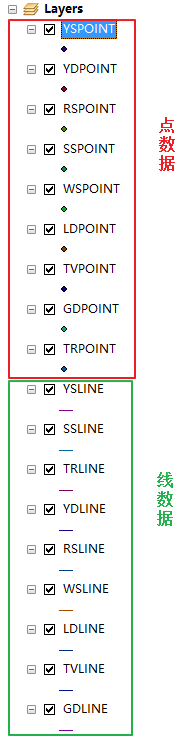 Layers
YSPOINT
YDPOINT
RSPOINT
SSPOINT
WSPOINT
LDPOINT
TVPOINT
GDPOINT
TRPOINT
点数据
YSLINE
SSLINE
TRLINE
YDLINE
RSLINE
WSLINE
LDLINE
TVLINE
GDLINE
线数据